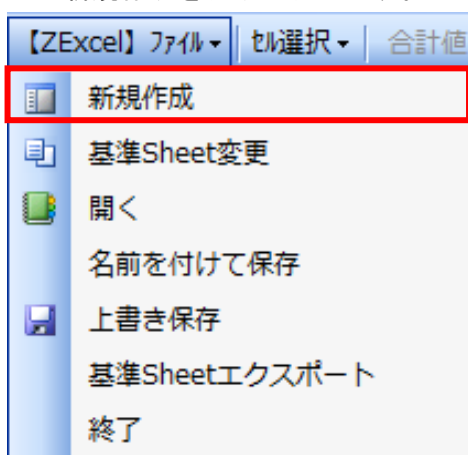 【ZExcel】ﾌｧｲﾙ ｾﾙ選択 合計値
新規作成
基準Sheet変更
開く
名前を付けて保存
上書き保存
基準Sheetエクスポート
終了